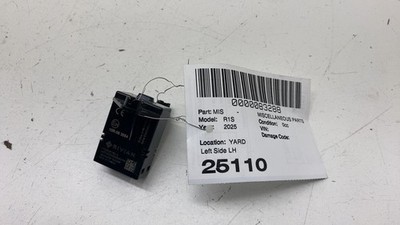 0000083288
Part: MIS
MISCELLANEOUS PARTS
Model: R1S
Condition:
Year 2025
VIN:
Damage Code:
Location: YARD
Left Side LH
25110